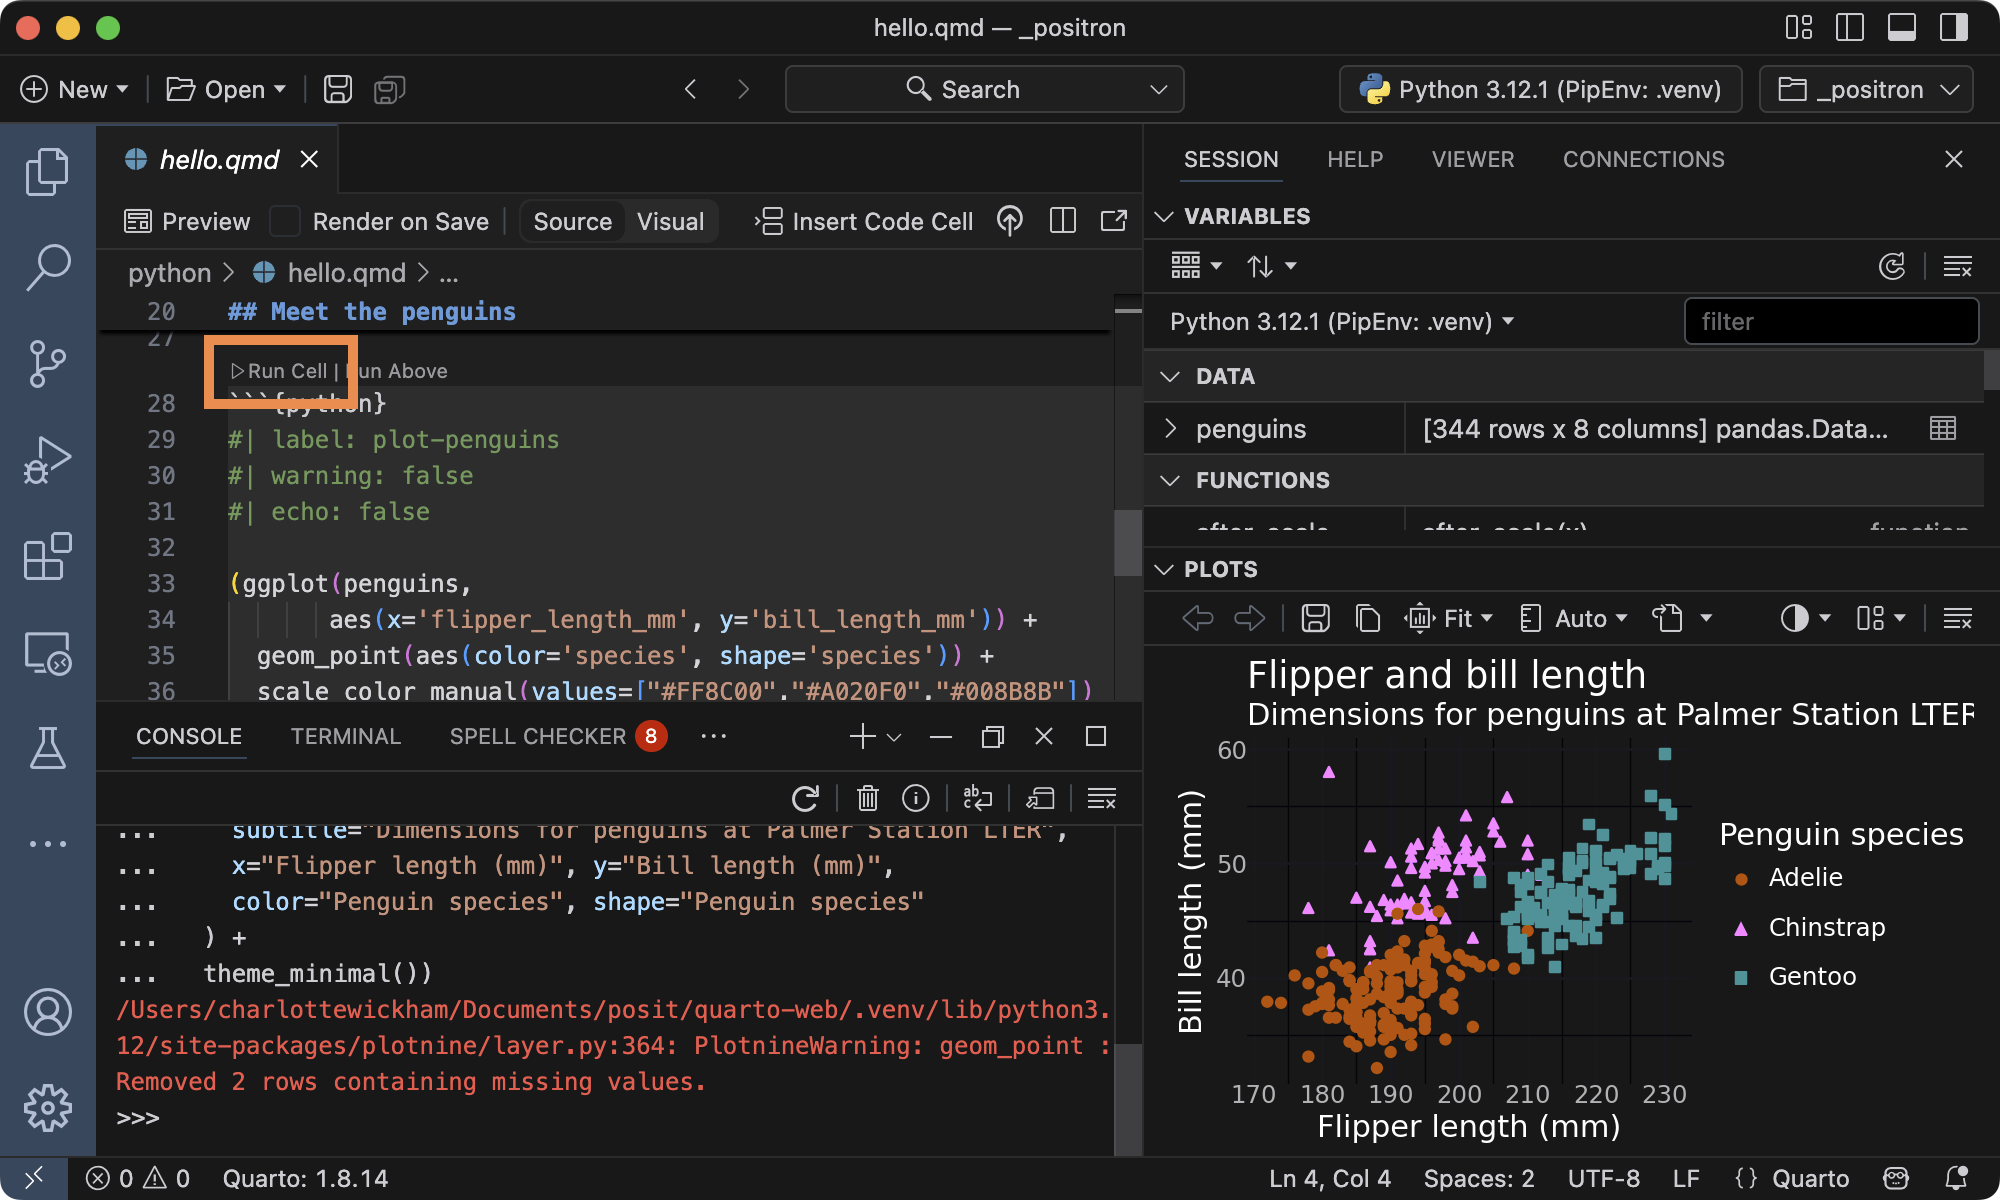 hello.qmd — _positron
New
Open
Search
Python 3.12.1 (PipEnv: .venv)
_positron
hello.qmd
Preview
Render on Save
Source
Visual
Insert Code Cell
python > hello.qmd > ...
20 ## Meet the penguins
27
Run Cell | Run Above
28 ```{python}
29 #| label: plot-penguins
30 #| warning: false
31 #| echo: false
32
33 (ggplot(penguins,
34 aes(x='flipper_length_mm', y='bill_length_mm')) +
35 geom_point(aes(color='species', shape='species')) +
36 scale_color_manual(values=["#FF8C00","#A020F0","#008B8B"])
CONSOLE
TERMINAL
SPELL CHECKER 8
...
... subtitle="Dimensions for penguins at Palmer Station LTER",
... x="Flipper length (mm)", y="Bill length (mm)",
... color="Penguin species", shape="Penguin species"
... ) +
... theme_minimal())
/Users/charlottewickham/Documents/posit/quarto-web/.venv/lib/python3.
12/site-packages/plotnine/layer.py:364: PlotnineWarning: geom_point :
Removed 2 rows containing missing values.
>>>
SESSION
HELP
VIEWER
CONNECTIONS
VARIABLES
Python 3.12.1 (PipEnv: .venv)
filter
DATA
penguins
[344 rows x 8 columns] pandas.Data...
FUNCTIONS
after_scale
after_scale(x)
function
PLOTS
Fit
Auto
Flipper and bill length
Dimensions for penguins at Palmer Station LTER
60
50
40
Bill length (mm)
170 180 190 200 210 220 230
Flipper length (mm)
Penguin species
Adelie
Chinstrap
Gentoo
0
0
Quarto: 1.8.14
Ln 4, Col 4
Spaces: 2
UTF-8
LF
{} Quarto